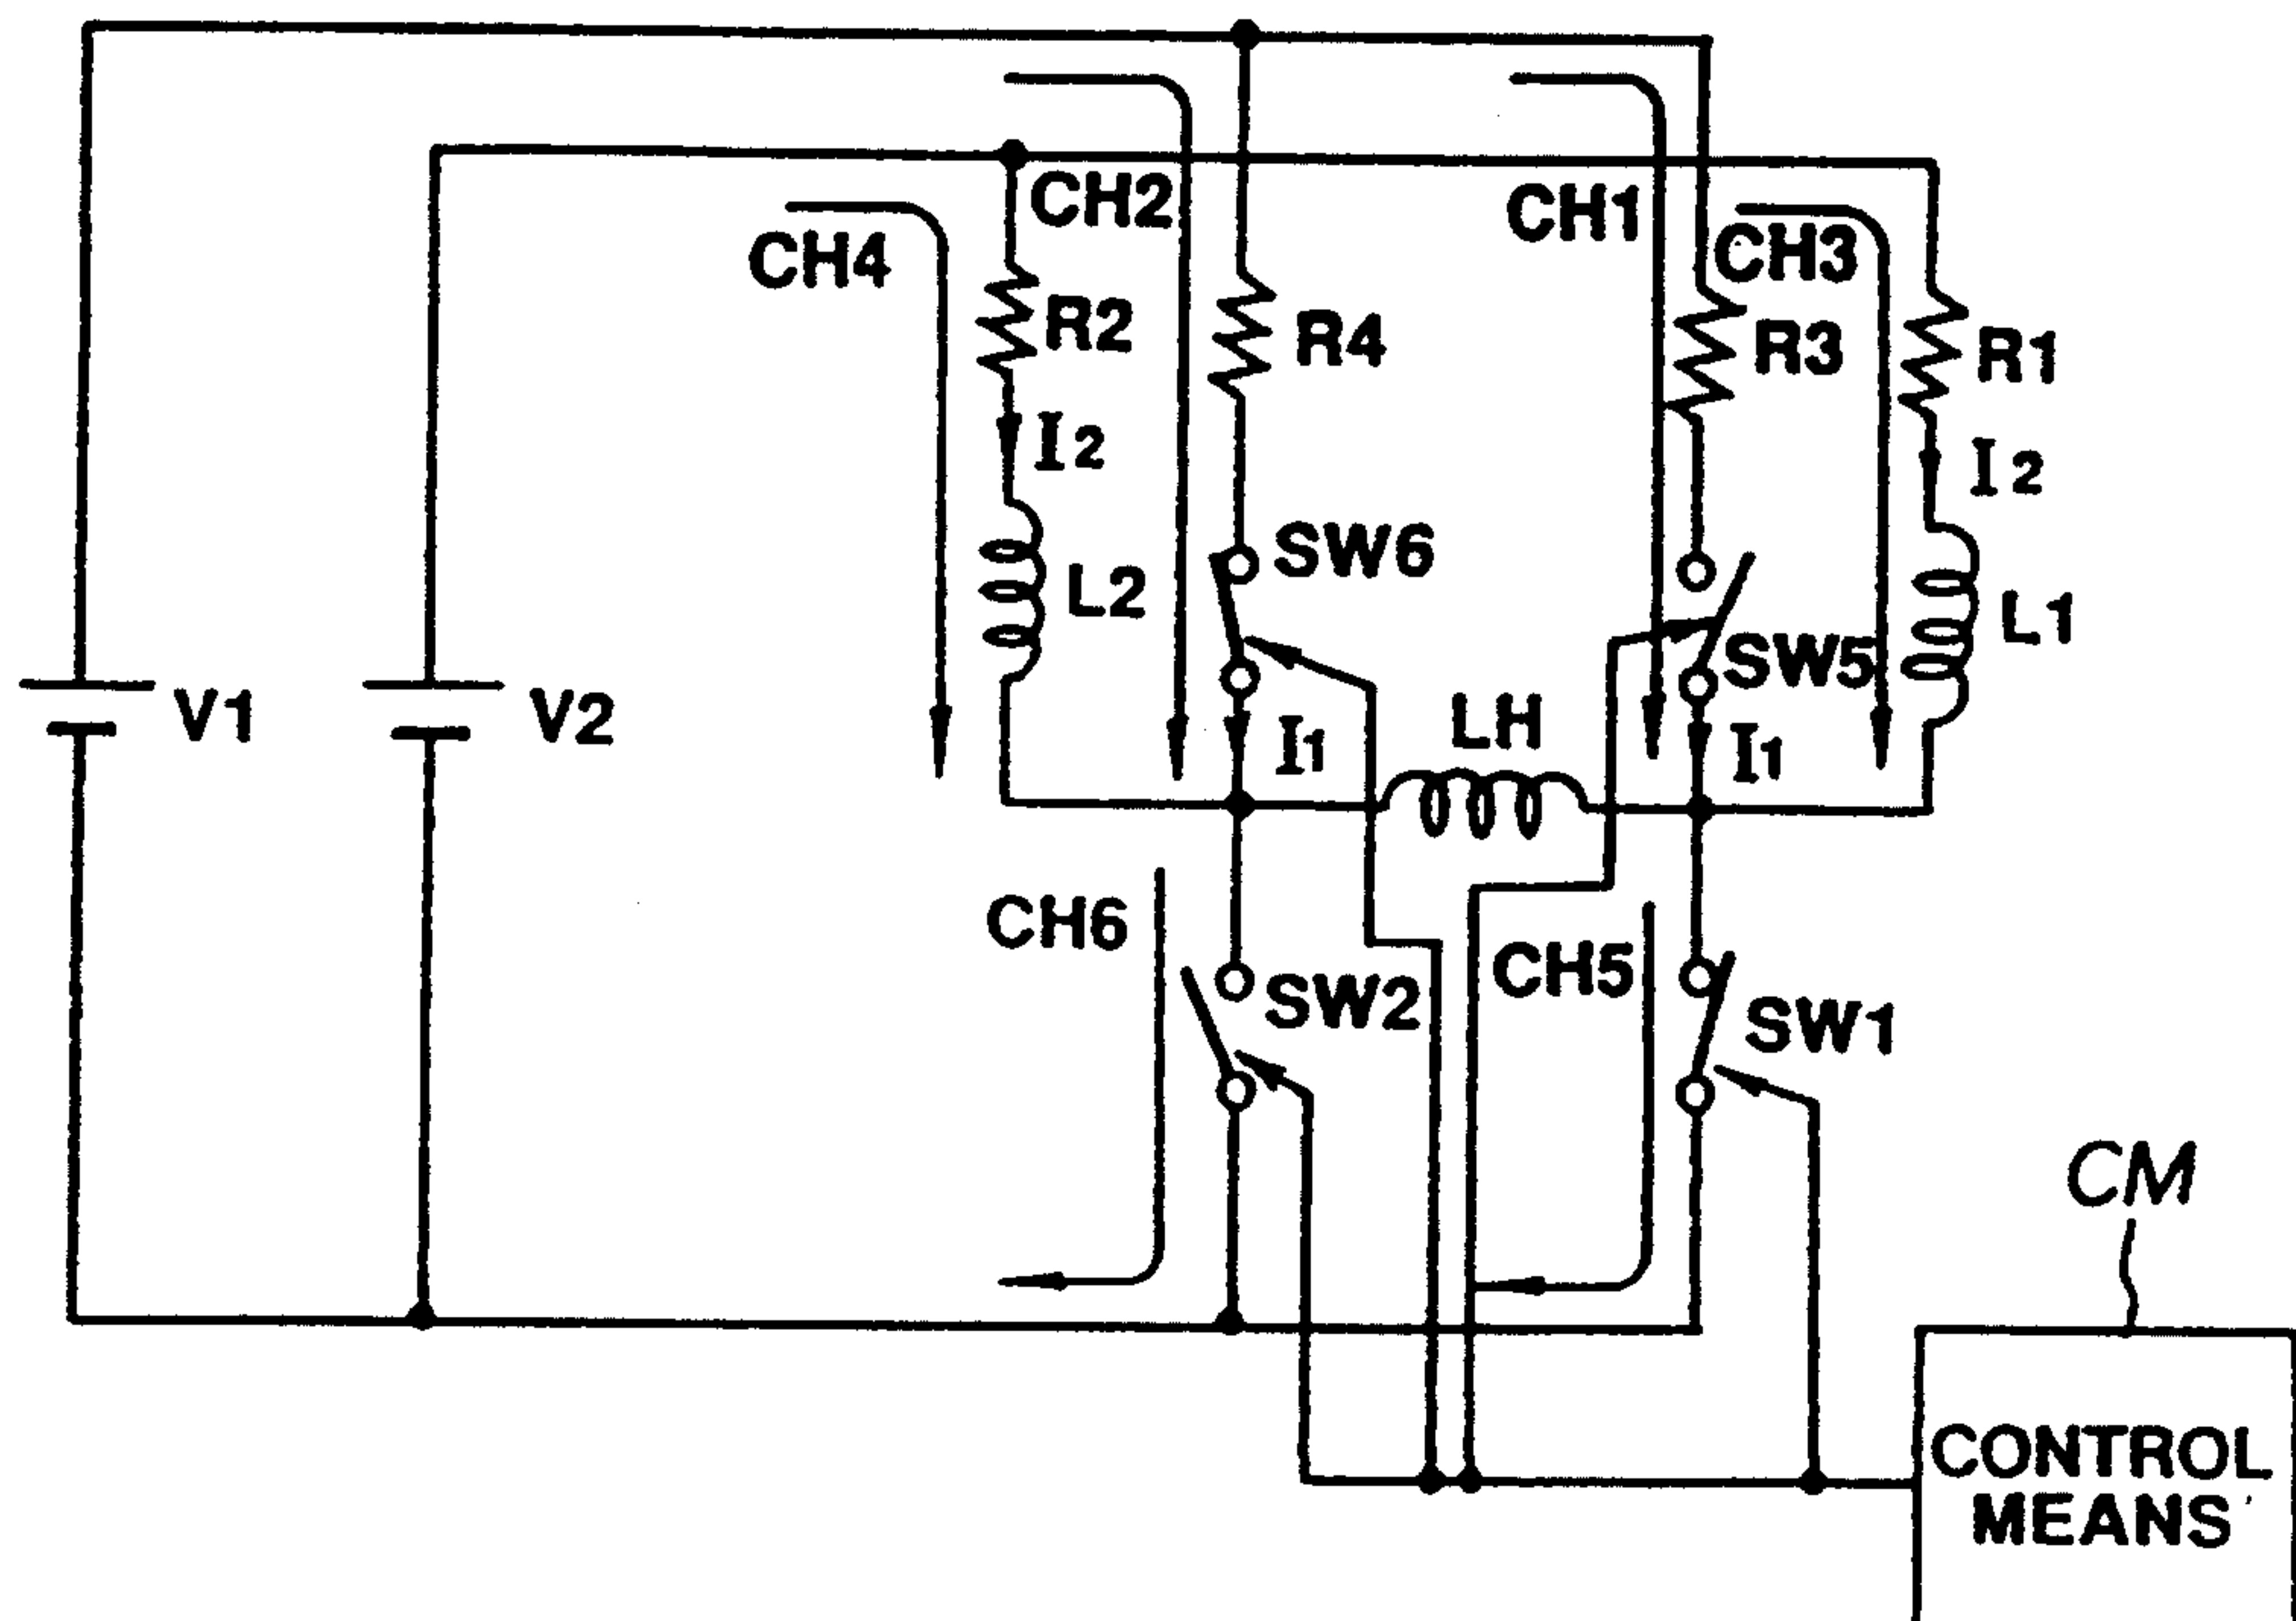 CH2
CH1
CH4
CH3
R2
R4
R3
R1
I2
I2
SW6
L2
L1
SW5
V1
V2
LH
I1
I1
CH6
CH5
SW2
SW1
CM
CONTROL
MEANS